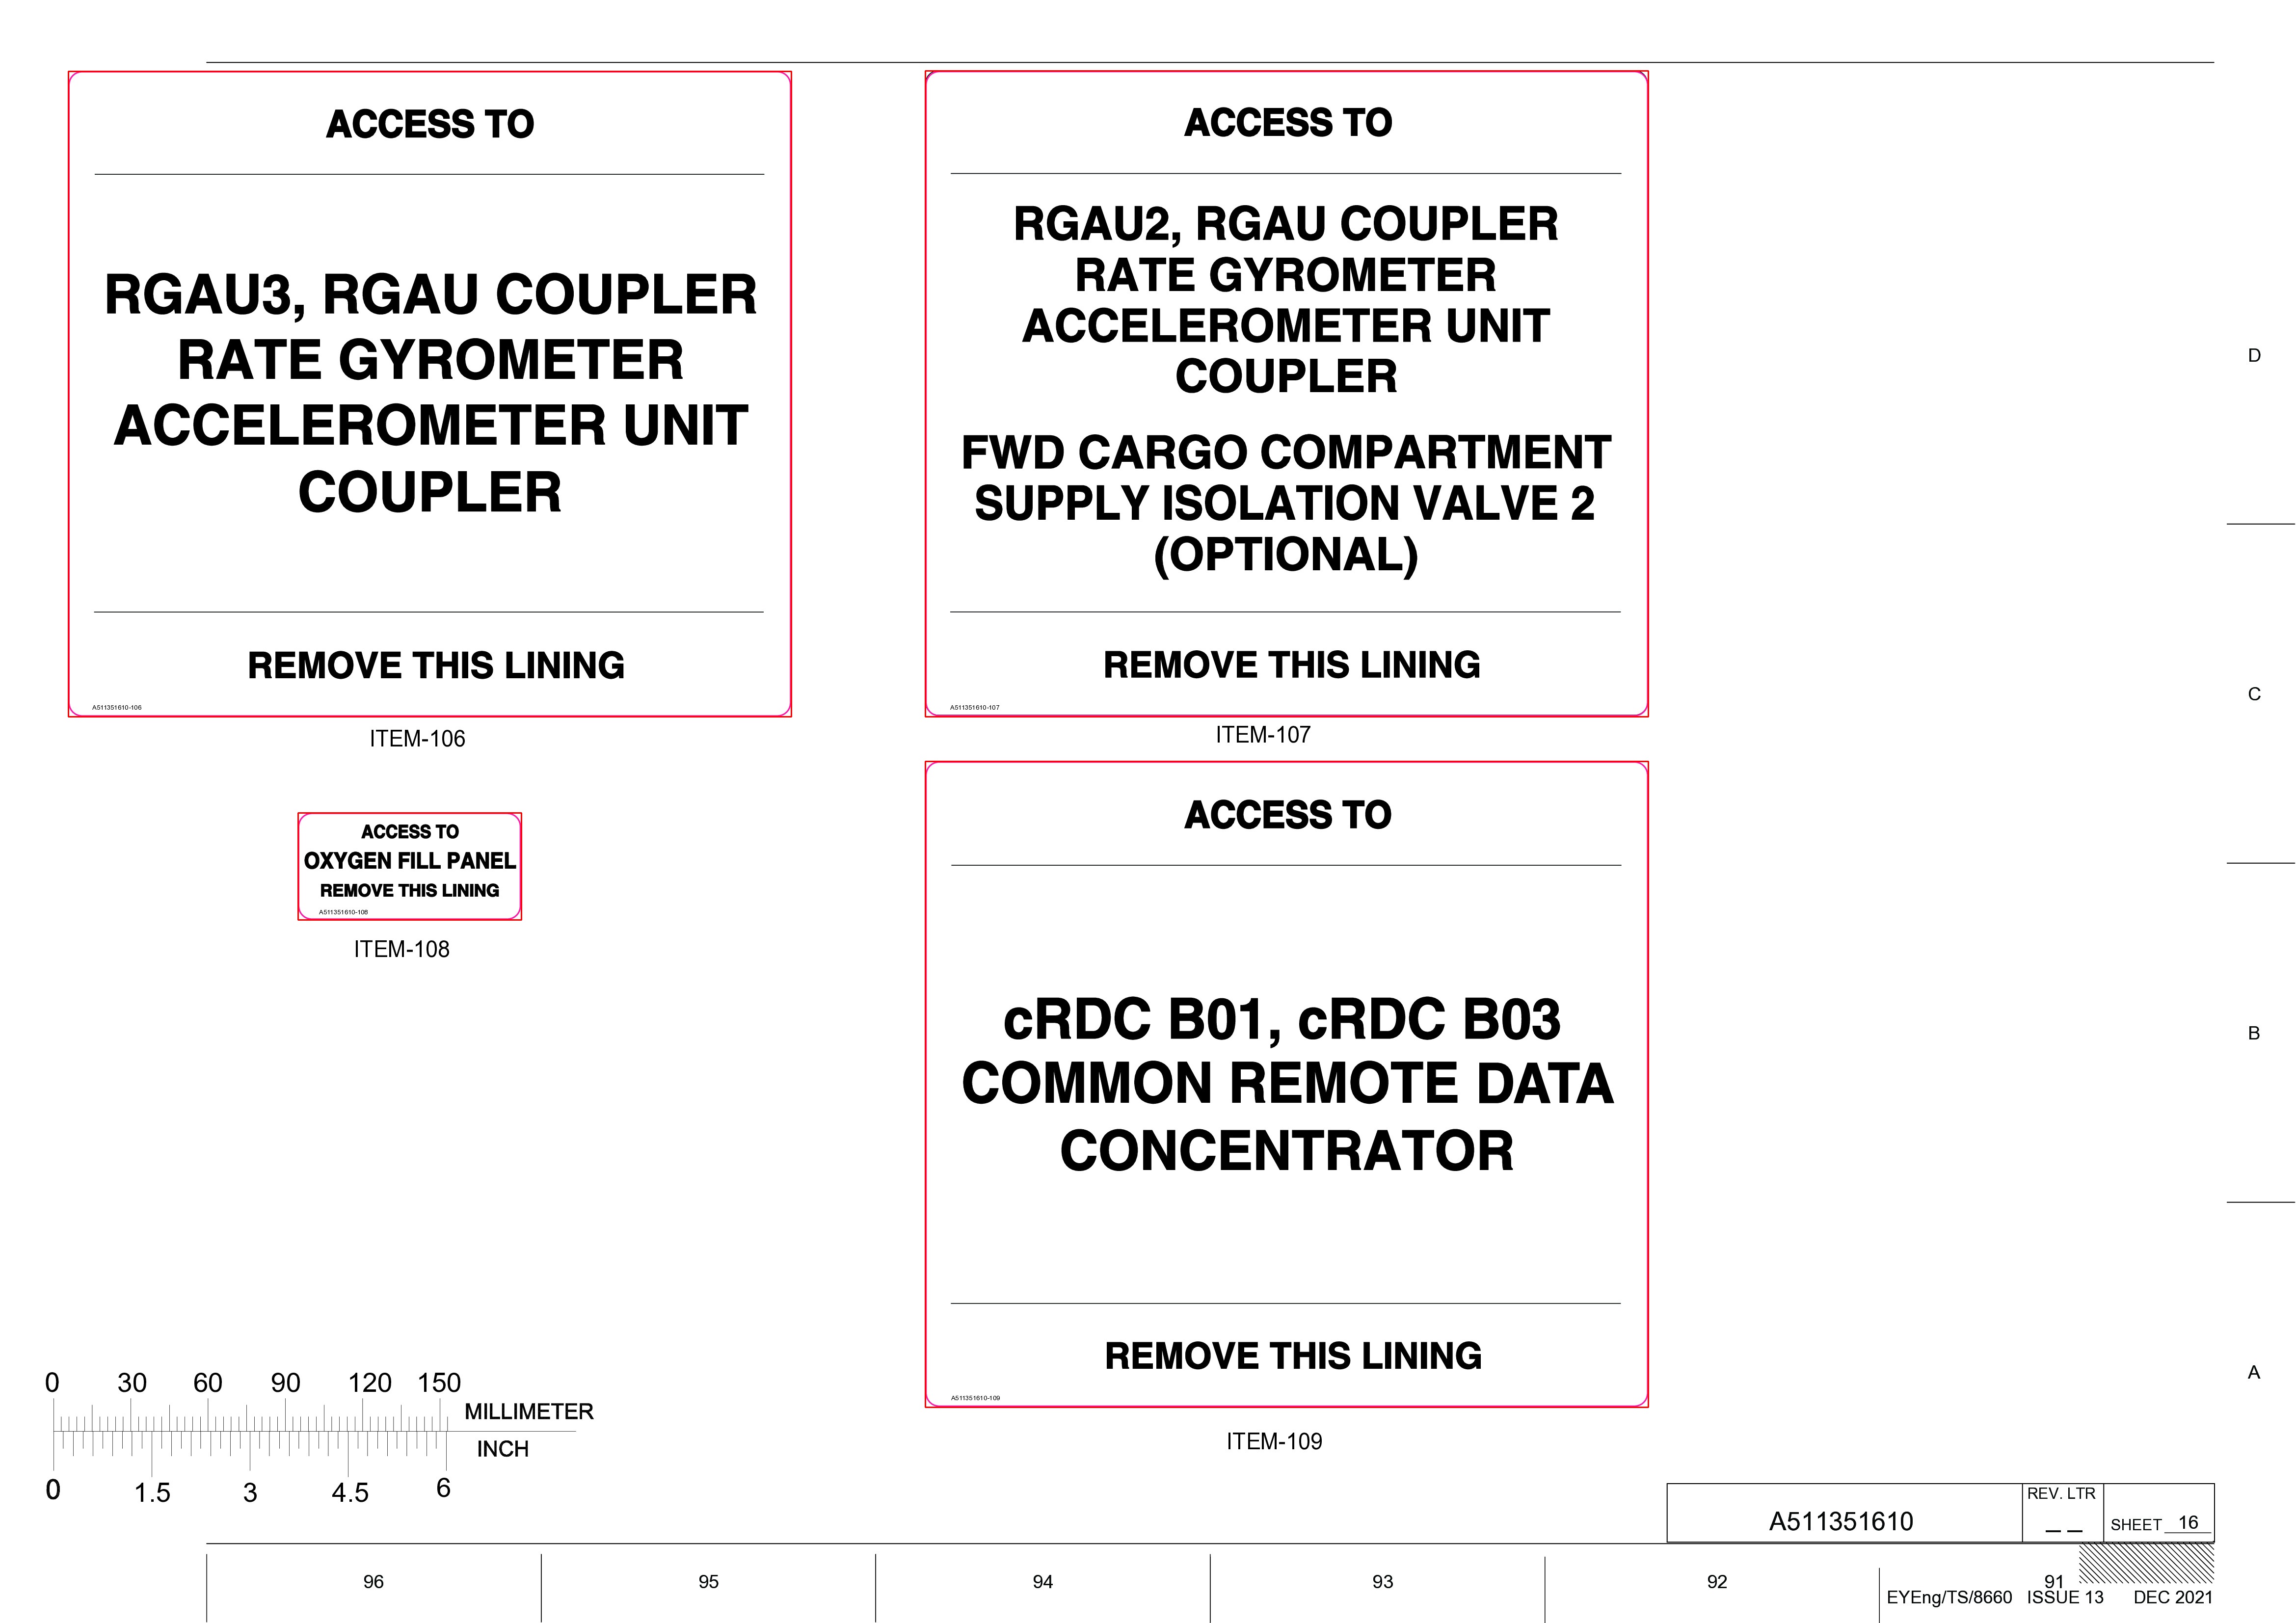 ACCESS TO
RGAU3, RGAU COUPLER
RATE GYROMETER
ACCELEROMETER UNIT
COUPLER
REMOVE THIS LINING
A511351610-106
ITEM-106
ACCESS TO
RGAU2, RGAU COUPLER
RATE GYROMETER
ACCELEROMETER UNIT
COUPLER
FWD CARGO COMPARTMENT
SUPPLY ISOLATION VALVE 2
(OPTIONAL)
REMOVE THIS LINING
A511351610-107
ITEM-107
ACCESS TO
OXYGEN FILL PANEL
REMOVE THIS LINING
A511351610-108
ITEM-108
ACCESS TO
cRDC B01, cRDC B03
COMMON REMOTE DATA
CONCENTRATOR
REMOVE THIS LINING
A511351610-109
ITEM-109
D
C
B
A
0 30 60 90 120 150
MILLIMETER
INCH
0 1.5 3 4.5 6
A511351610
REV. LTR
_ _
SHEET 16
96 95 94 93 92 91
EYEng/TS/8660 ISSUE 13 DEC 2021